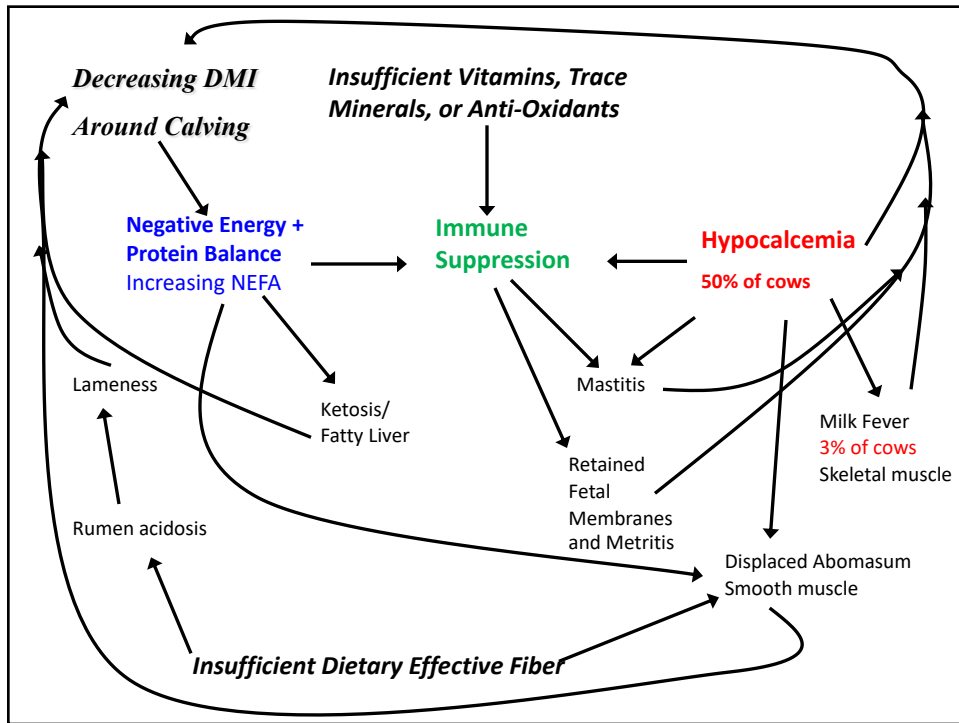 Decreasing DMI
Around Calving
Insufficient Vitamins, Trace
Minerals, or Anti-Oxidants
Negative Energy +
Protein Balance
Increasing NEFA
Immune
Suppression
Hypocalcemia
50% of cows
Lameness
Ketosis/
Fatty Liver
Mastitis
Milk Fever
3% of cows
Skeletal muscle
Retained
Fetal
Membranes
and Metritis
Rumen acidosis
Displaced Abomasum
Smooth muscle
Insufficient Dietary Effective Fiber